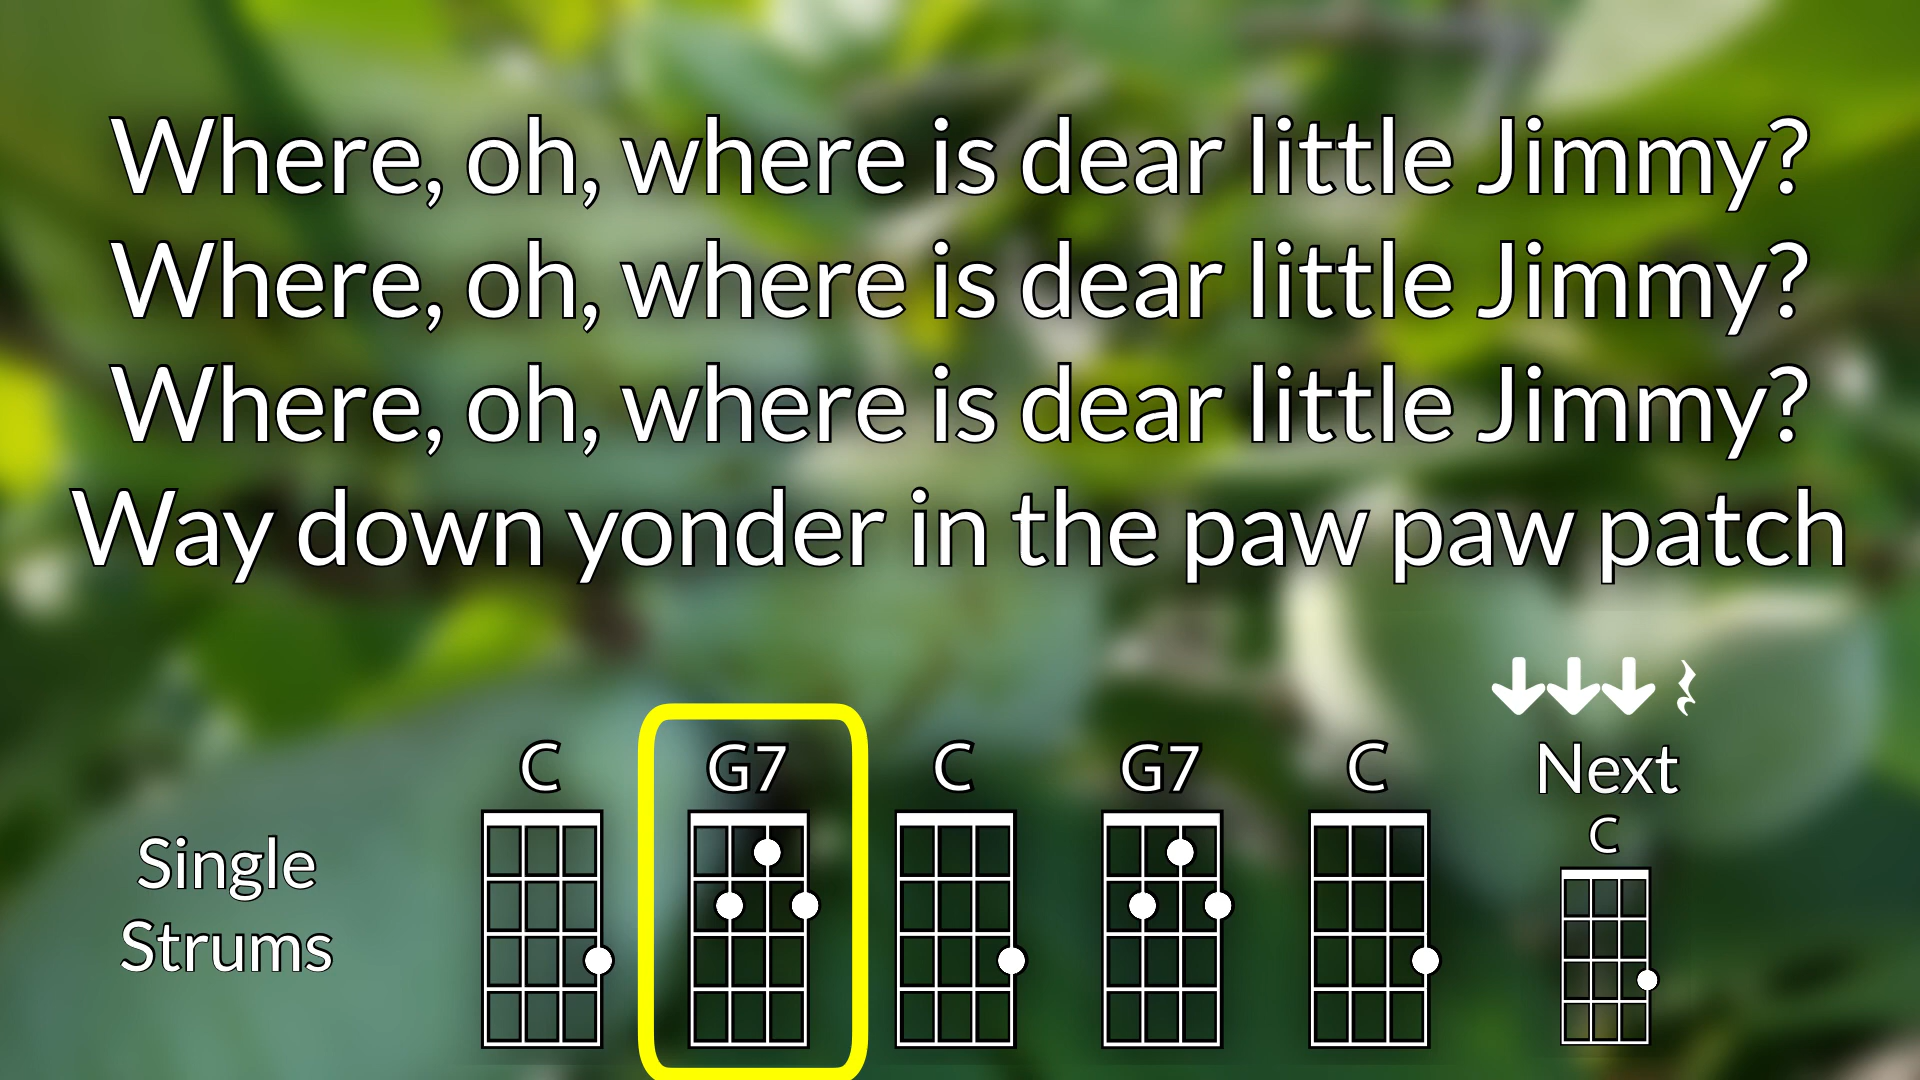 Where, oh, where is dear little Jimmy?
Where, oh, where is dear little Jimmy?
Where, oh, where is dear little Jimmy?
Way down yonder in the paw paw patch
C G7 C G7 C Next
C
Single
Strums